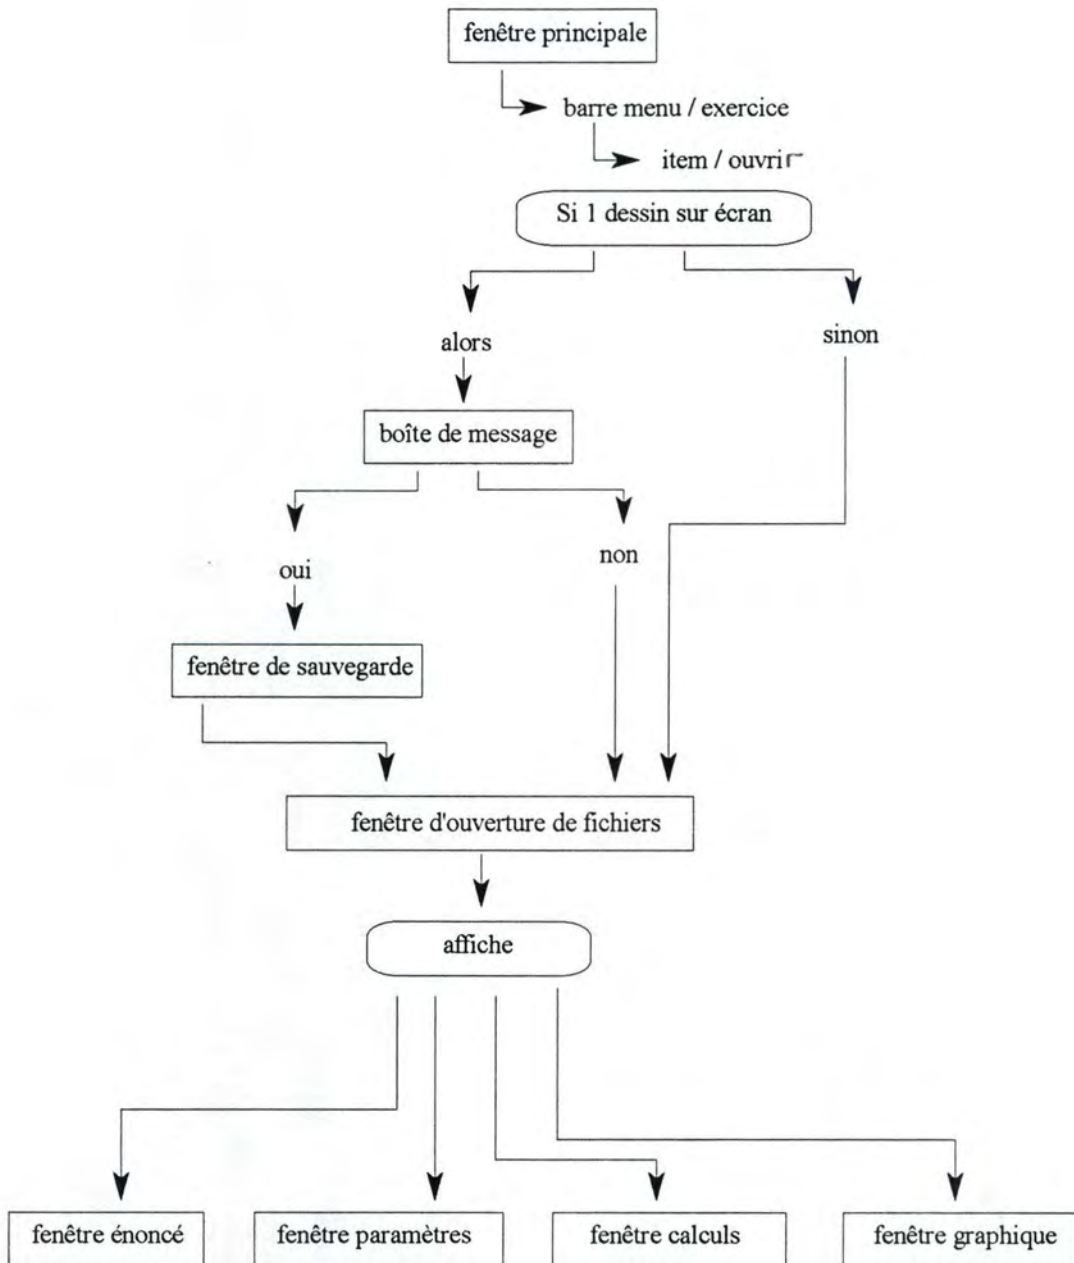 fenêtre principale
barre menu / exercice
item / ouvrir
Si 1 dessin sur écran
alors
sinon
boîte de message
oui
non
fenêtre de sauvegarde
fenêtre d'ouverture de fichiers
affiche
fenêtre énoncé
fenêtre paramètres
fenêtre calculs
fenêtre graphique